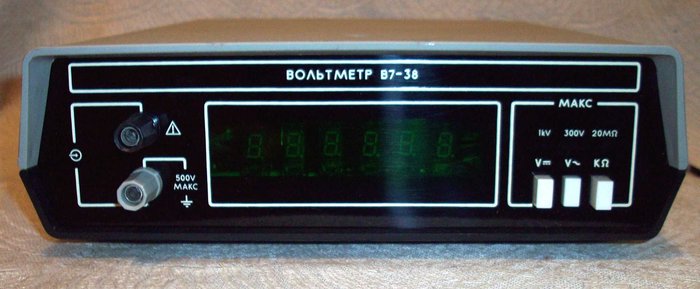 ВОЛЬТМЕТР В7-38
500V
МАКС
МАКС
1kV 300V 20MΩ
V⎓ V~ KΩ